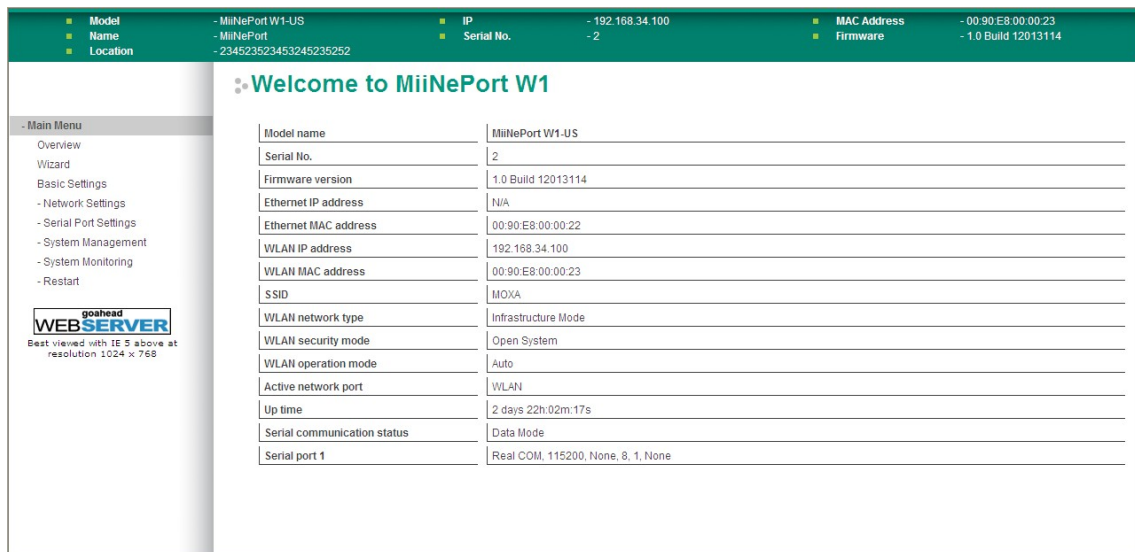 Model - MiiNePort W1-US IP - 192.168.34.100 MAC Address - 00:90:E8:00:00:23
Name - MiiNePort Serial No. - 2 Firmware - 1.0 Build 12013114
Location - 234523523453245235252
Welcome to MiiNePort W1
- Main Menu
Overview
Wizard
Basic Settings
- Network Settings
- Serial Port Settings
- System Management
- System Monitoring
- Restart
goahead
WEBSERVER
Best viewed with IE 5 above at
resolution 1024 x 768
Model name MiiNePort W1-US
Serial No. 2
Firmware version 1.0 Build 12013114
Ethernet IP address N/A
Ethernet MAC address 00:90:E8:00:00:22
WLAN IP address 192.168.34.100
WLAN MAC address 00:90:E8:00:00:23
SSID MOXA
WLAN network type Infrastructure Mode
WLAN security mode Open System
WLAN operation mode Auto
Active network port WLAN
Up time 2 days 22h:02m:17s
Serial communication status Data Mode
Serial port 1 Real COM, 115200, None, 8, 1, None